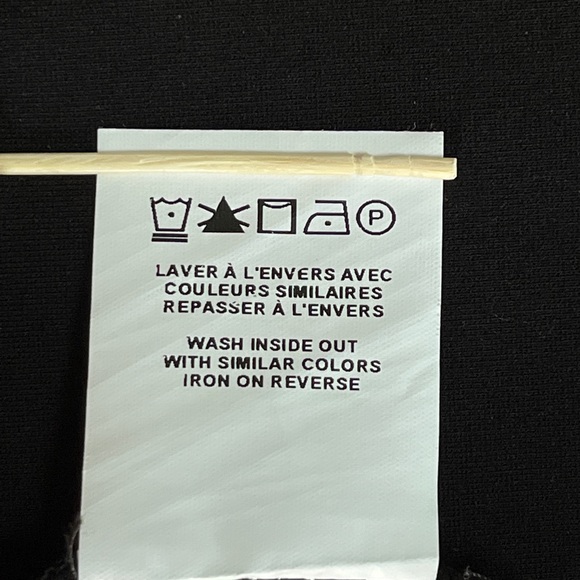 P
LAVER À L'ENVERS AVEC
COULEURS SIMILAIRES
REPASSER À L'ENVERS
WASH INSIDE OUT
WITH SIMILAR COLORS
IRON ON REVERSE